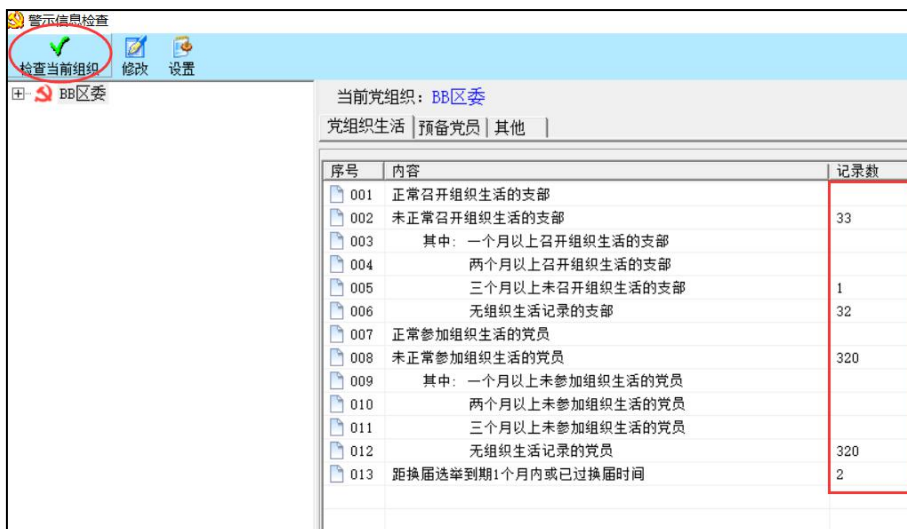 警示信息检查
检查当前组织 修改 设置
BB区委
当前党组织：BB区委
党组织生活 预备党员 其他
序号 内容 记录数
001 正常召开组织生活的支部
002 未正常召开组织生活的支部 33
003 其中: 一个月以上召开组织生活的支部
004 两个月以上召开组织生活的支部
005 三个月以上未召开组织生活的支部 1
006 无组织生活记录的支部 32
007 正常参加组织生活的党员
008 未正常参加组织生活的党员 320
009 其中: 一个月以上未参加组织生活的党员
010 两个月以上未参加组织生活的党员
011 三个月以上未参加组织生活的党员
012 无组织生活记录的党员 320
013 距换届选举到期1个月内或已过换届时间 2